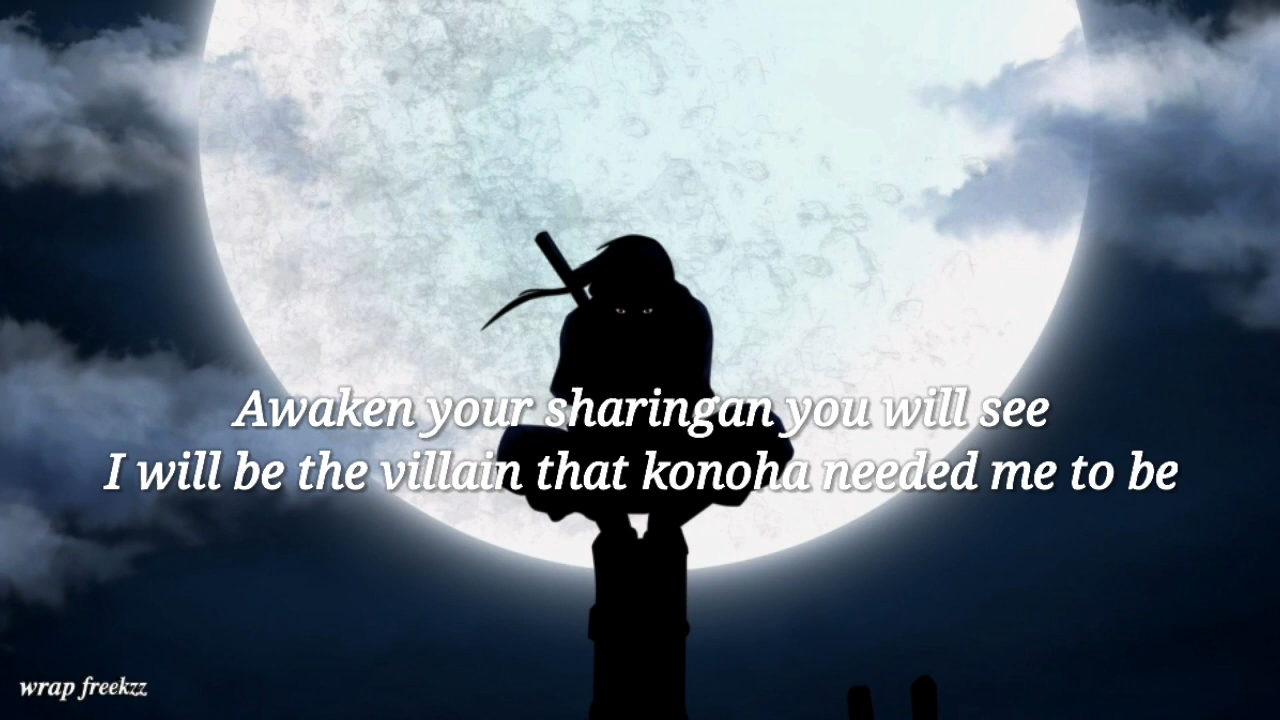 Awaken your sharingan you will see
I will be the villain that konoha needed me to be
wrap freekzz